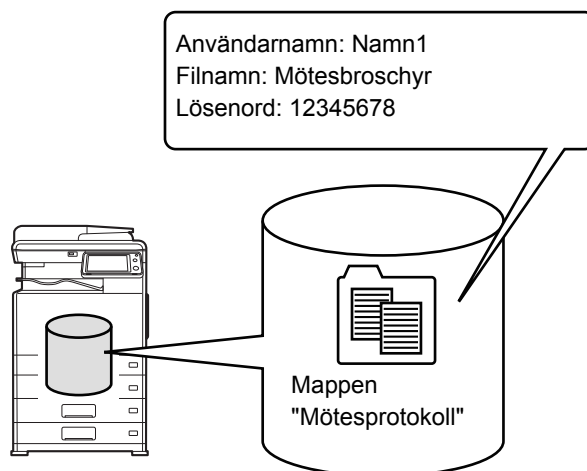 Användarnamn: Namn1
Filnamn: Mötesbroschyr
Lösenord: 12345678
Mappen
"Mötesprotokoll"